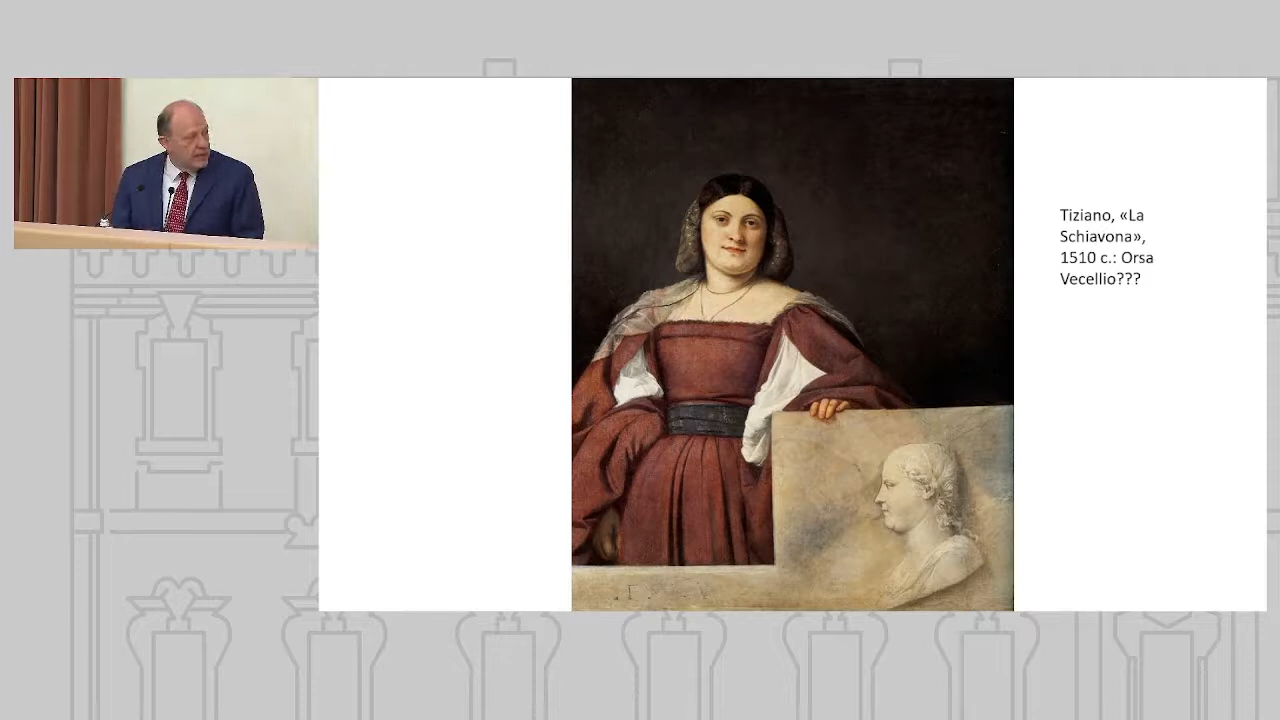 Tiziano, «La
Schiavona»,
1510 c.: Orsa
Vecellio???